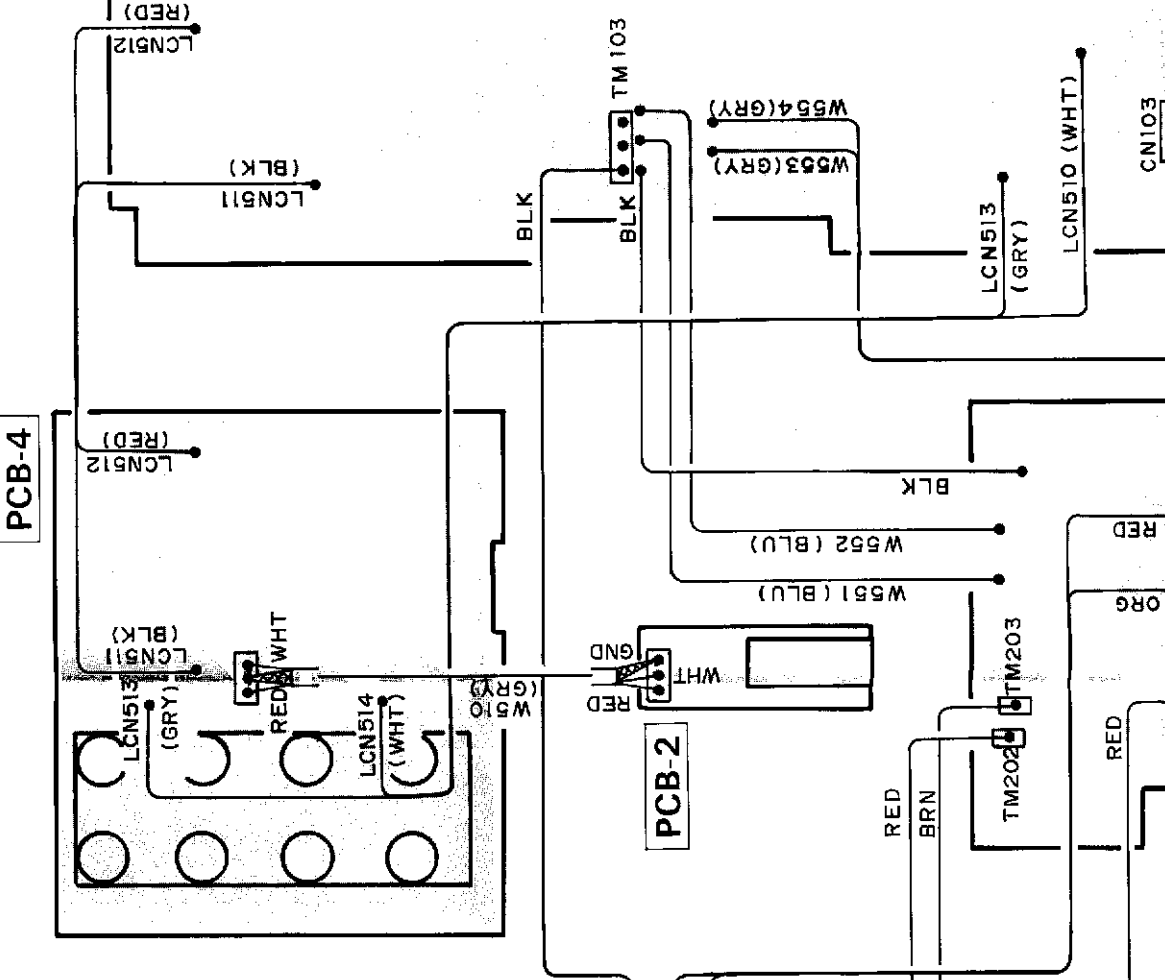 (RED)
LCN512
TM 103
W554(GRY)
W553(GRY)
LCN510 (WHT)
CN103
(BLK)
LCN511
BLK
BLK
LCN513
(GRY)
PCB-4
(RED)
LCN512
BLK
W552 (BLU)
W551 (BLU)
RED
ORG
(BLK)
LCN511
WHT
RED
LCN513
(GRY)
LCN514
(WHT)
W510
(GRY)
GND
WHT
RED
PCB-2
TM203
TM202
RED
BRN
RED